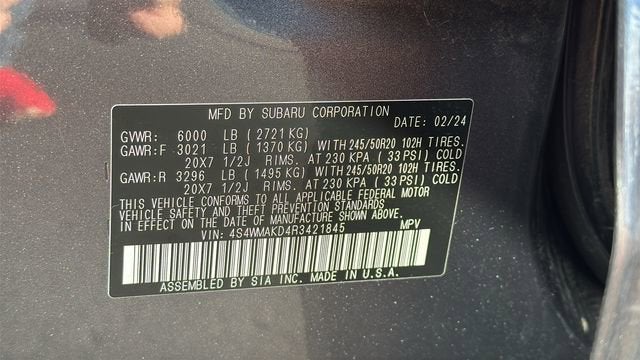 MFD BY SUBARU CORPORATION
DATE: 02/24
GVWR: 6000 LB (2721 KG)
GAWR:F 3021 LB (1370 KG) WITH 245/50R20 102H TIRES.
20X7 1/2J RIMS. AT 230 KPA (33 PSI) COLD
GAWR:R 3296 LB (1495 KG) WITH 245/50R20 102H TIRES.
20X7 1/2J RIMS. AT 230 KPA (33 PSI) COLD
THIS VEHICLE CONFORMS TO ALL APPLICABLE FEDERAL MOTOR
VEHICLE SAFETY AND THEFT PREVENTION STANDARDS
IN EFFECT ON THE DATE OF MANUFACTURE SHOWN ABOVE.
VIN: 4S4WMAKD4R3421845 MPV
ASSEMBLED BY SIA INC. MADE IN U.S.A.